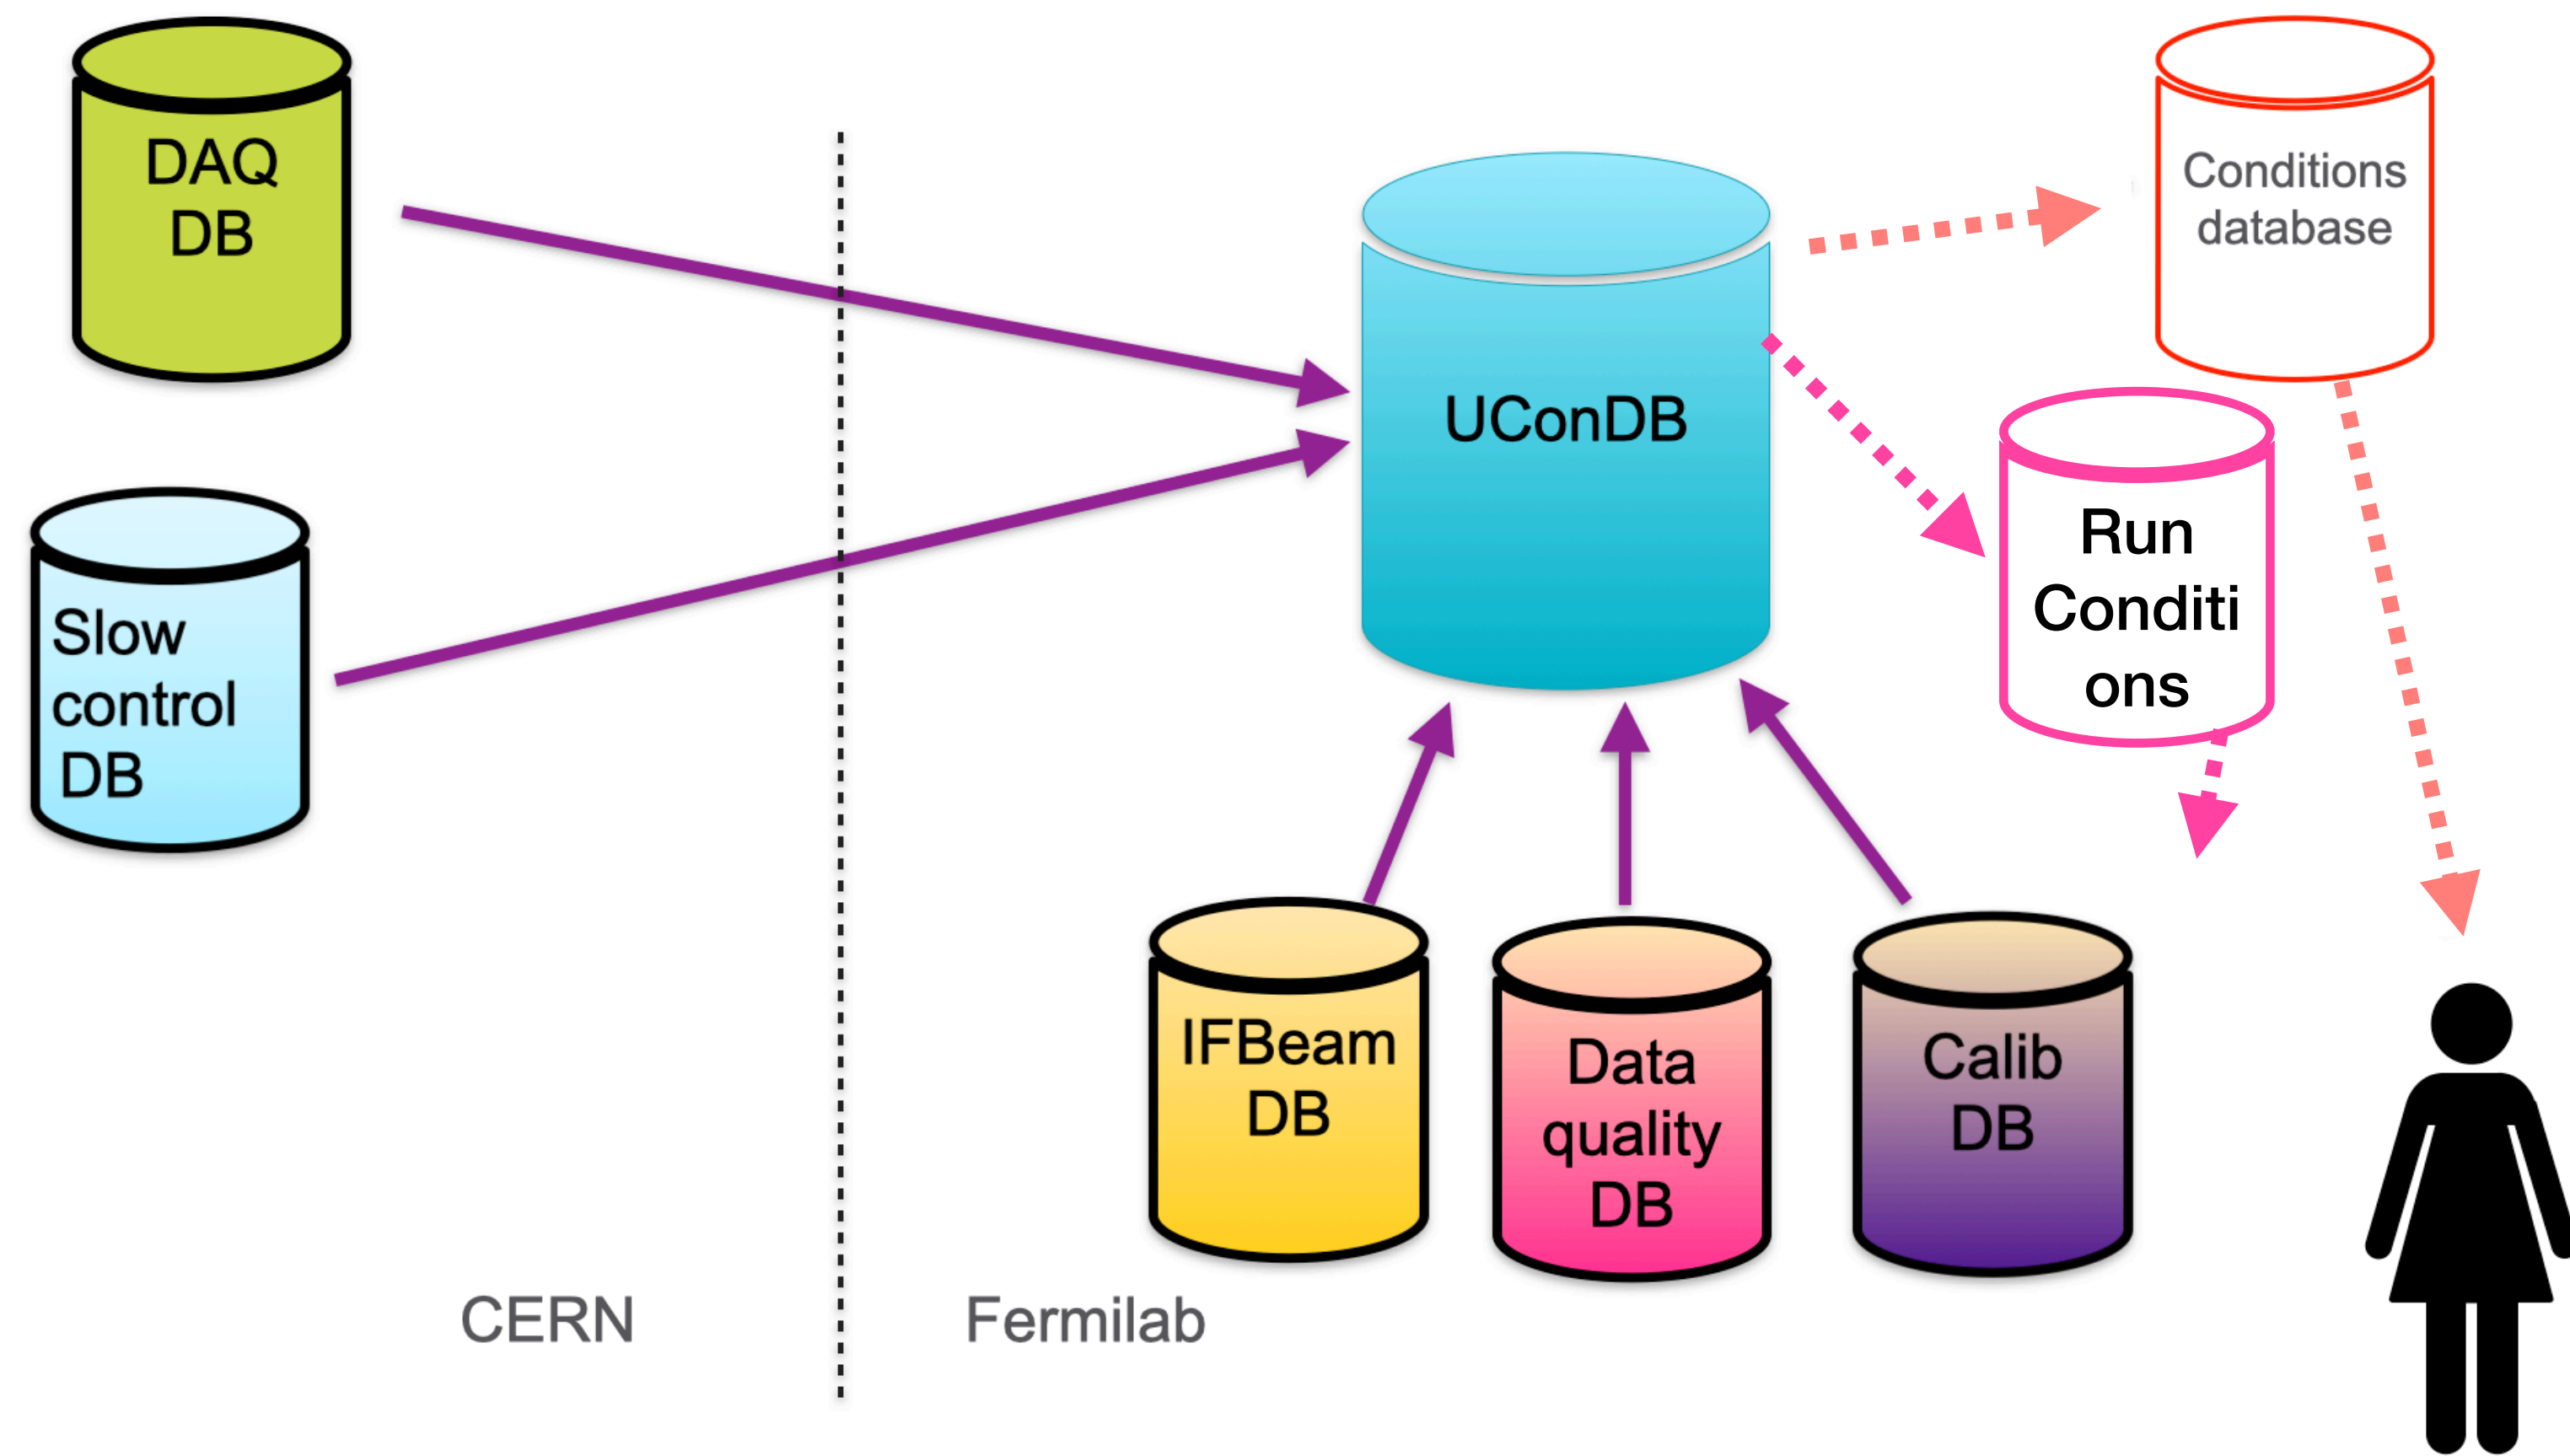 DAQ
DB
Slow
control
DB
UConDB
Conditions
database
Run
Conditi
ons
IFBeam
DB
Data
quality
DB
Calib
DB
CERN
Fermilab